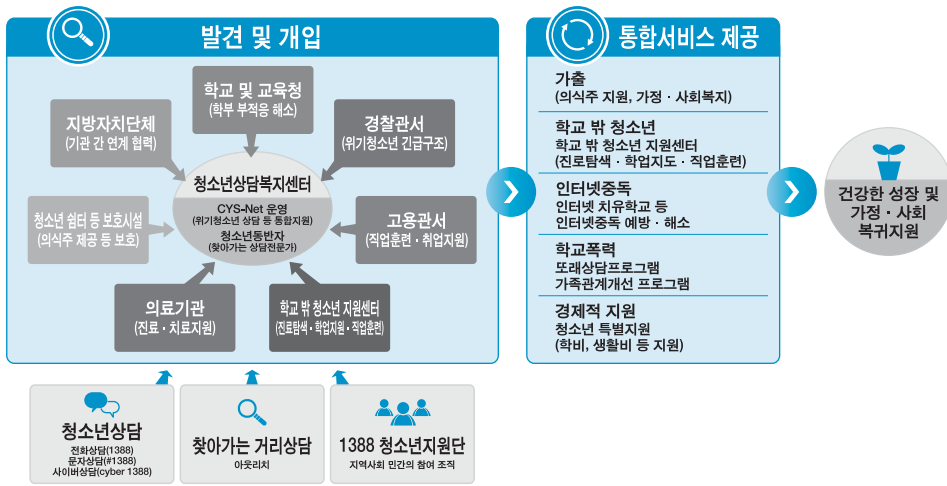 발견 및 개입
학교 및 교육청
(학부 부적응 해소)
지방자치단체
(기관 간 연계 협력)
경찰관서
(위기청소년 긴급구조)
청소년상담복지센터
CYS-Net 운영
(위기청소년 상담 등 통합지원)
청소년동반자
(찾아가는 상담전문가)
청소년 쉼터 등 보호시설
(의식주 제공 등 보호)
고용관서
(직업훈련·취업지원)
의료기관
(진료·치료지원)
학교 밖 청소년 지원센터
(진로탐색·학업지원·직업훈련)
청소년상담
전화상담(1388)
문자상담(#1388)
사이버상담(cyber 1388)
찾아가는 거리상담
아웃리치
1388 청소년지원단
지역사회 민간의 참여 조직
통합서비스 제공
가출
(의식주 지원, 가정·사회복지)
학교 밖 청소년
학교 밖 청소년 지원센터
(진로탐색·학업지도·직업훈련)
인터넷중독
인터넷 치유학교 등
인터넷중독 예방·해소
학교폭력
또래상담프로그램
가족관계개선 프로그램
경제적 지원
청소년 특별지원
(학비, 생활비 등 지원)
건강한 성장 및
가정·사회
복귀지원